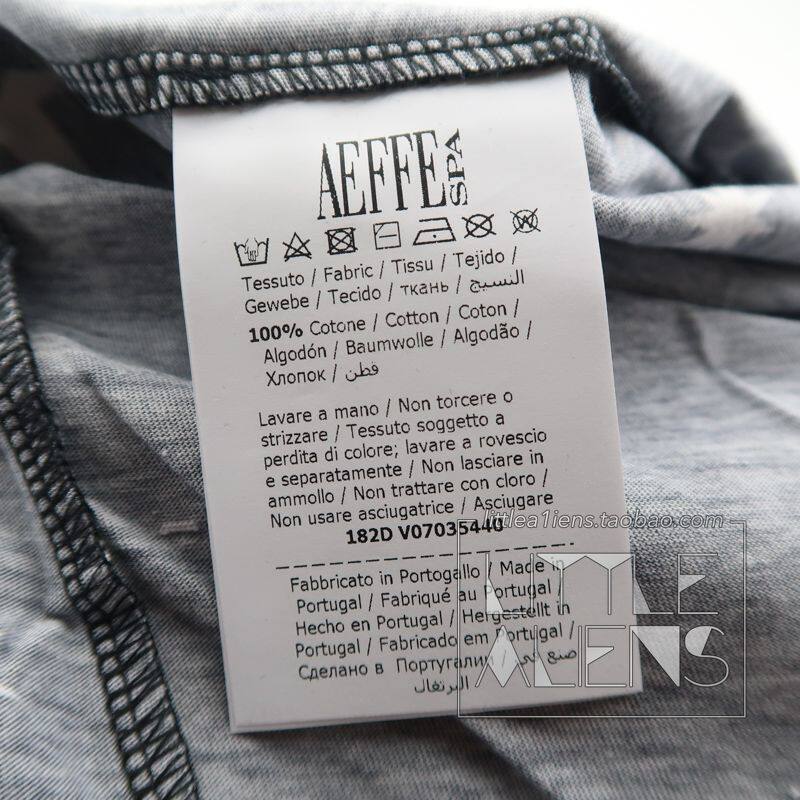 AEFFE SPA
Tessuto / Fabric / Tissu / Tejido /
Gewebe / Tecido / ткань / النسيج
100% Cotone / Cotton / Coton /
Algodón / Baumwolle / Algodão /
Хлопок / قطن
Lavare a mano / Non torcere o
strizzare / Tessuto soggetto a
perdita di colore; lavare a rovescio
e separatamente / Non lasciare in
ammollo / Non trattare con cloro /
Non usare asciugatrice / Asciugare
182D V07035440
littlea1iens.taobao.com
Fabbricato in Portogallo / Made in
Portugal / Fabriqué au Portugal /
Hecho en Portugal / Hergestellt in
Portugal / Fabricado em Portugal /
Сделано в Португалии / صنع في
البرتغال
LITTLE
ALIENS